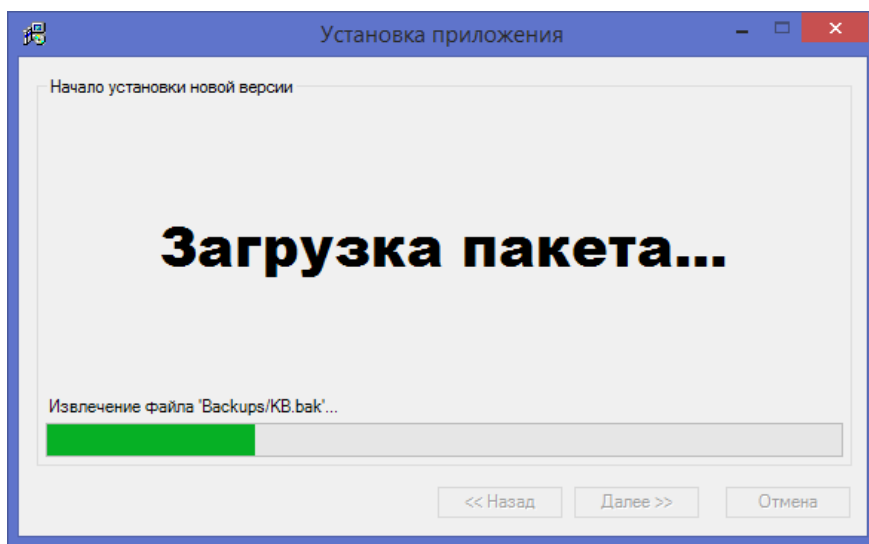 Установка приложения
Начало установки новой версии
Загрузка пакета...
Извлечение файла 'Backups/KB.bak'...
<< Назад
Далее >>
Отмена